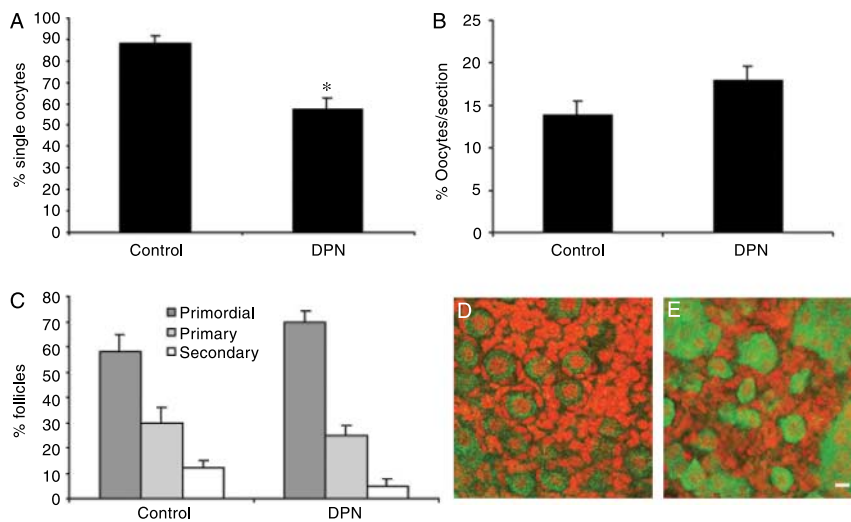 A
% single oocytes
100
90
80
70
60
50
40
30
20
10
0
*
Control
DPN
B
% Oocytes/section
25
20
15
10
5
0
Control
DPN
C
% follicles
80
70
60
50
40
30
20
10
0
Primordial
Primary
Secondary
Control
DPN
D
E